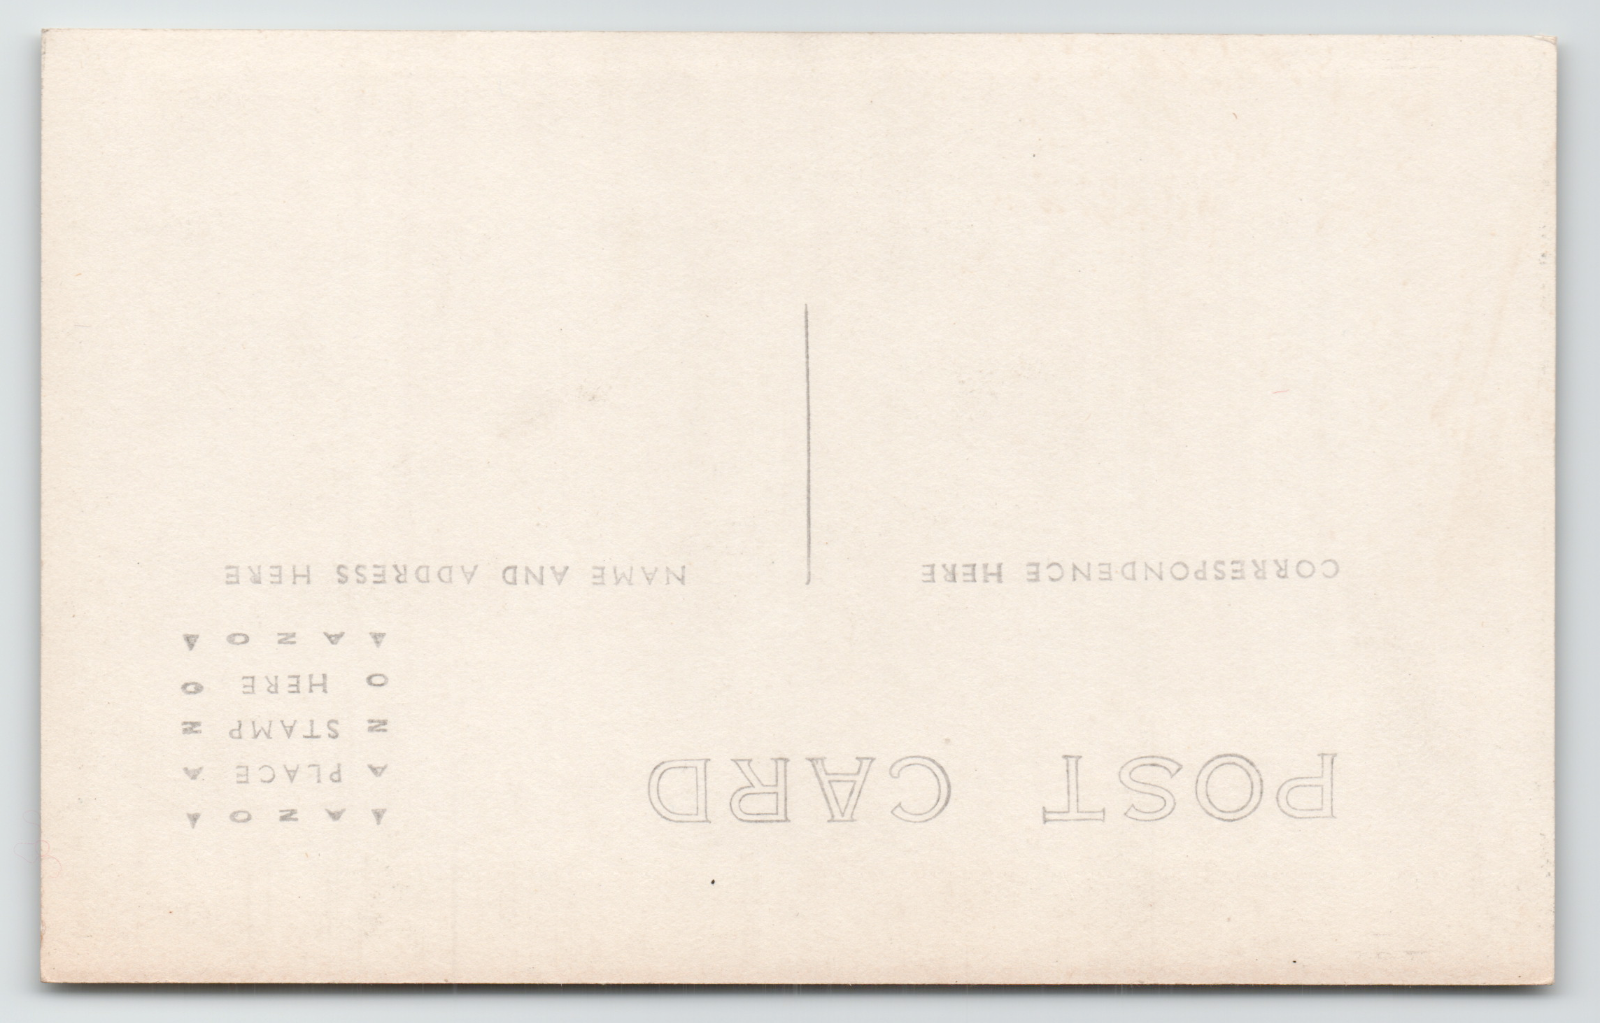 POST CARD
▲ A Z O ▲
A PLACE A
Z STAMP Z
O HERE O
▲ A Z O ▲
CORRESPONDENCE HERE
NAME AND ADDRESS HERE